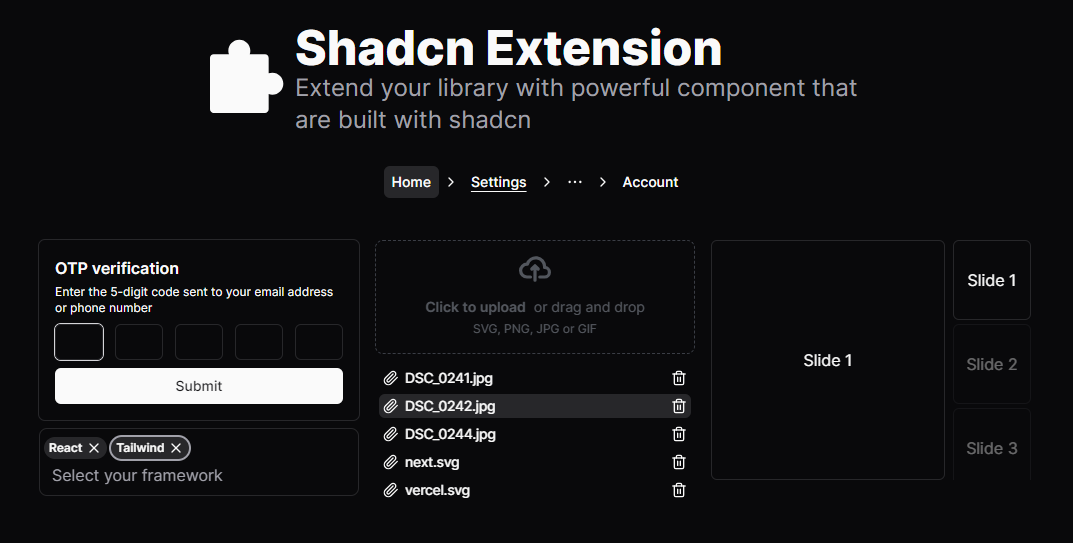 Shadcn Extension
Extend your library with powerful component that
are built with shadcn
Home > Settings > ··· > Account
OTP verification
Enter the 5-digit code sent to your email address
or phone number
Submit
React ×
Tailwind ×
Select your framework
Click to upload or drag and drop
SVG, PNG, JPG or GIF
DSC_0241.jpg
DSC_0242.jpg
DSC_0244.jpg
next.svg
vercel.svg
Slide 1
Slide 1
Slide 2
Slide 3